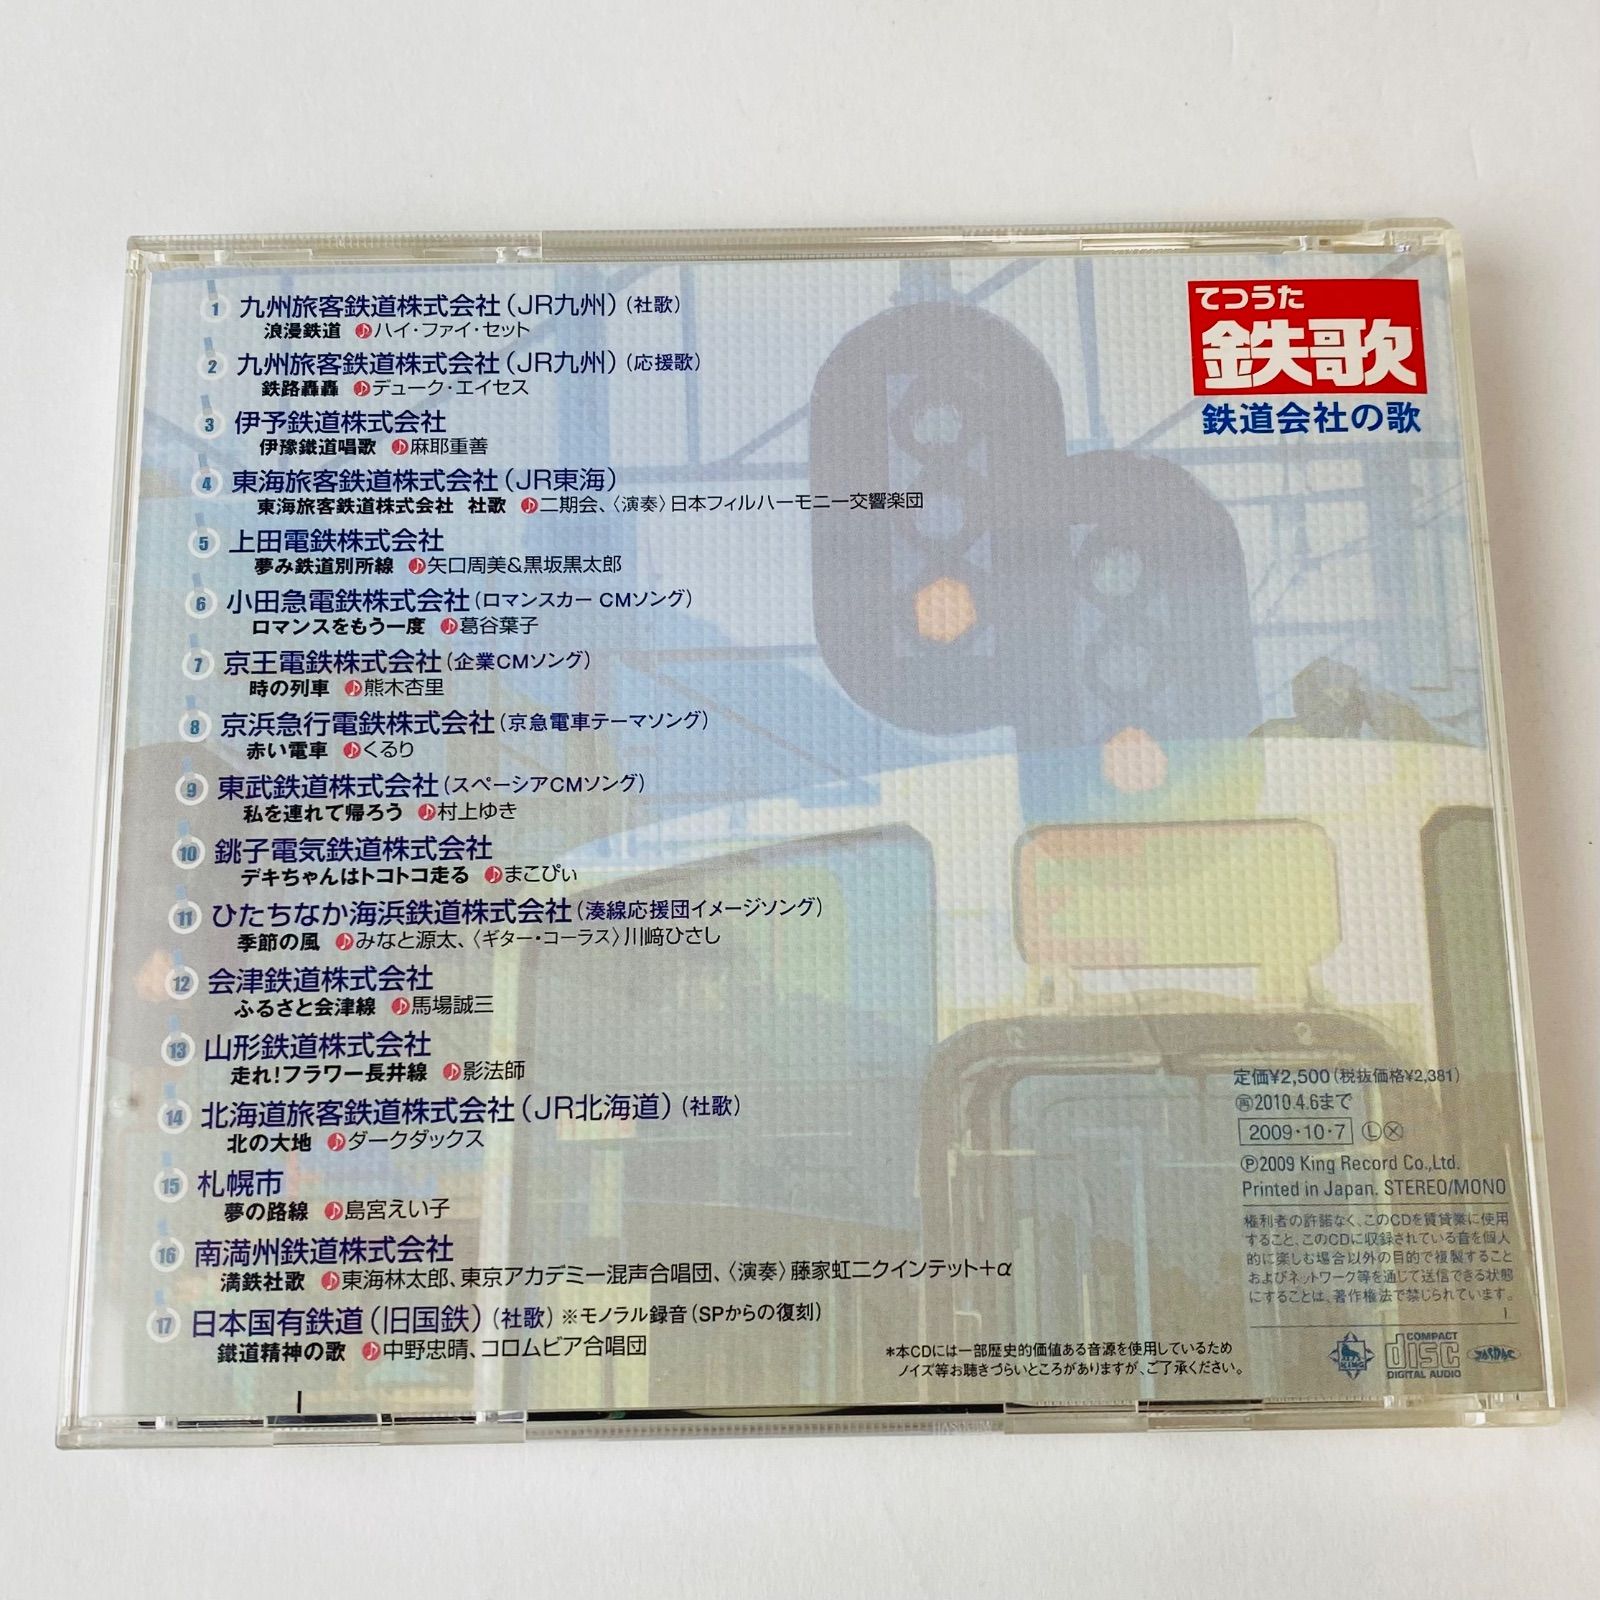 1 九州旅客鉄道株式会社(JR九州)(社歌)
浪漫鉄道 ♪ハイ・ファイ・セット
2 九州旅客鉄道株式会社(JR九州)(応援歌)
鉄路轟轟 ♪デューク・エイセス
3 伊予鉄道株式会社
伊豫鐵道唱歌 ♪麻耶重善
4 東海旅客鉄道株式会社(JR東海)
東海旅客鉄道株式会社 社歌 ♪二期会、〈演奏〉日本フィルハーモニー交響楽団
5 上田電鉄株式会社
夢み鉄道別所線 ♪矢口周美&黒坂黒太郎
6 小田急電鉄株式会社(ロマンスカー CMソング)
ロマンスをもう一度 ♪葛谷葉子
7 京王電鉄株式会社(企業CMソング)
時の列車 ♪熊木杏里
8 京浜急行電鉄株式会社(京急電車テーマソング)
赤い電車 ♪くるり
9 東武鉄道株式会社(スペーシアCMソング)
私を連れて帰ろう ♪村上ゆき
10 銚子電気鉄道株式会社
デキちゃんはトコトコ走る ♪まこぴぃ
11 ひたちなか海浜鉄道株式会社(湊線応援団イメージソング)
季節の風 ♪みなと源太、〈ギター・コーラス〉川﨑ひさし
12 会津鉄道株式会社
ふるさと会津線 ♪馬場誠三
13 山形鉄道株式会社
走れ!フラワー長井線 ♪影法師
14 北海道旅客鉄道株式会社(JR北海道)(社歌)
北の大地 ♪ダークダックス
15 札幌市
夢の路線 ♪島宮えい子
16 南満州鉄道株式会社
満鉄社歌 ♪東海林太郎、東京アカデミー混声合唱団、〈演奏〉藤家虹二クインテット+α
17 日本国有鉄道(旧国鉄)(社歌)※モノラル録音(SPからの復刻)
鐵道精神の歌 ♪中野忠晴、コロムビア合唱団
てつうた
鉄歌
鉄道会社の歌
定価¥2,500(税抜価格¥2,381)
㊞2010.4.6まで
2009・10・7 ⓁⓍ
℗2009 King Record Co.,Ltd.
Printed in Japan. STEREO/MONO
権利者の許諾なく、このCDを賃貸業に使用
すること、このCDに収録されている音を個人
的に楽しむ場合以外の目的で複製すること
およびネットワーク等を通じて送信できる状態
にすることは、著作権法で禁じられています。
*本CDには一部歴史的価値ある音源を使用しているため
ノイズ等お聴きづらいところがありますが、ご了承ください。
KING
COMPACT
disc
DIGITAL AUDIO
JASRAC